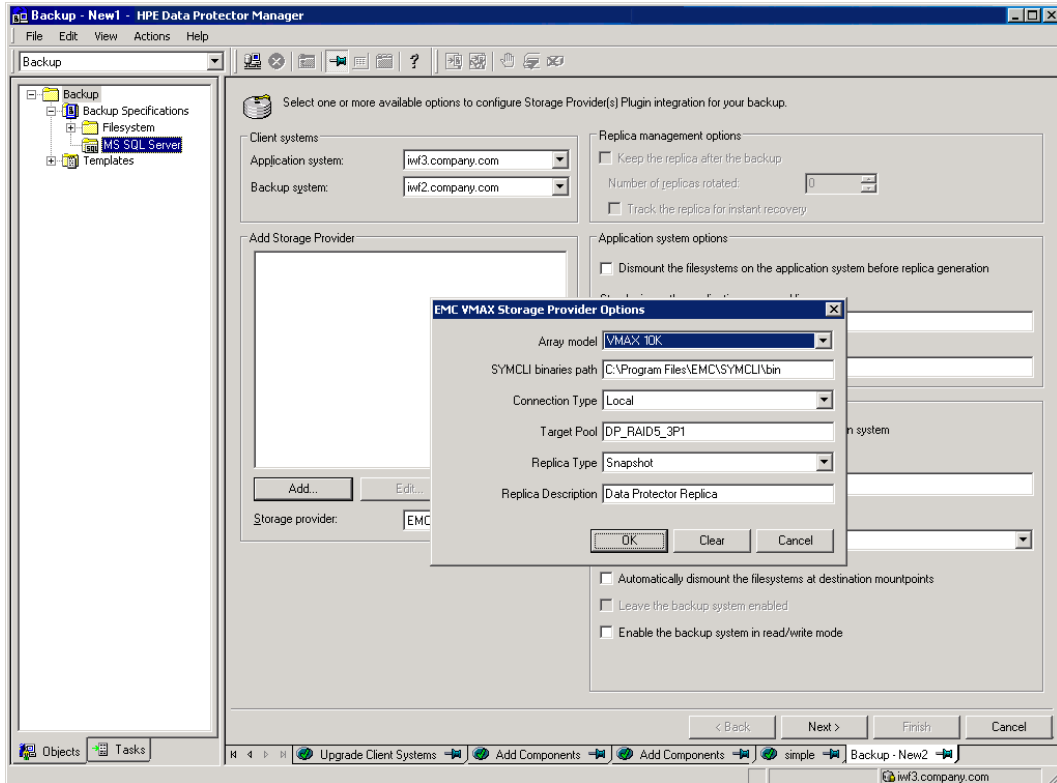 Backup - New1 - HPE Data Protector Manager
File Edit View Actions Help
Backup
Backup
Backup Specifications
Filesystem
MS SQL Server
Templates
Select one or more available options to configure Storage Provider(s) Plugin integration for your backup.
Client systems
Application system: iwf3.company.com
Backup system: iwf2.company.com
Replica management options
Keep the replica after the backup
Number of replicas rotated: 0
Track the replica for instant recovery
Add Storage Provider
Add... Edit...
Storage provider: EMC
Application system options
Dismount the filesystems on the application system before replica generation
EMC VMAX Storage Provider Options
Array model VMAX 10K
SYMCLI binaries path C:\Program Files\EMC\SYMCLI\bin
Connection Type Local
Target Pool DP_RAID5_3P1
Replica Type Snapshot
Replica Description Data Protector Replica
OK Clear Cancel
n system
Automatically dismount the filesystems at destination mountpoints
Leave the backup system enabled
Enable the backup system in read/write mode
< Back Next > Finish Cancel
Objects Tasks
Upgrade Client Systems Add Components Add Components simple Backup - New2
iwf3.company.com